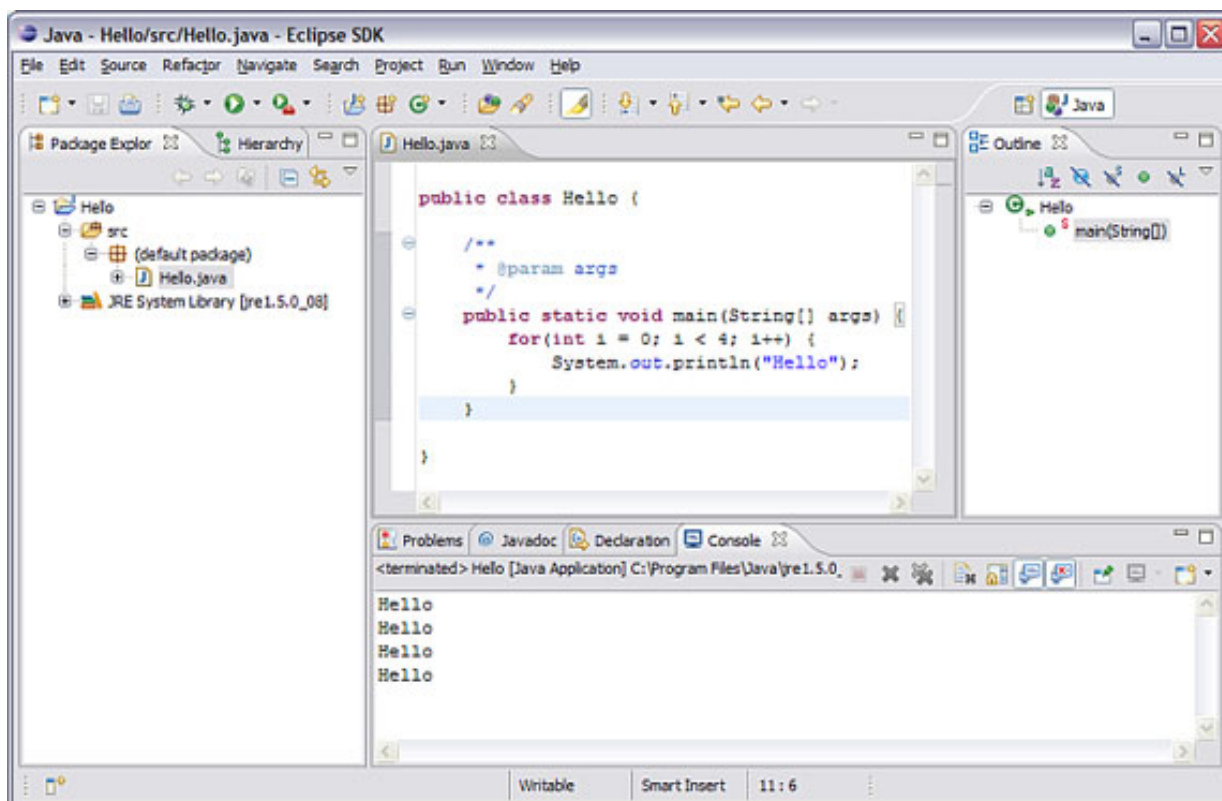 Java - Hello/src/Hello.java - Eclipse SDK
File Edit Source Refactor Navigate Search Project Run Window Help
Java
Package Explor
Hierarchy
Hello
src
(default package)
Hello.java
JRE System Library [jre1.5.0_08]
Hello.java
public class Hello {
/**
* @param args
*/
public static void main(String[] args) {
for(int i = 0; i < 4; i++) {
System.out.println("Hello");
}
}
}
Outline
Hello
main(String[])
Problems Javadoc Declaration Console
<terminated> Hello [Java Application] C:\Program Files\Java\jre1.5.0_
Hello
Hello
Hello
Hello
Writable Smart Insert 11 : 6